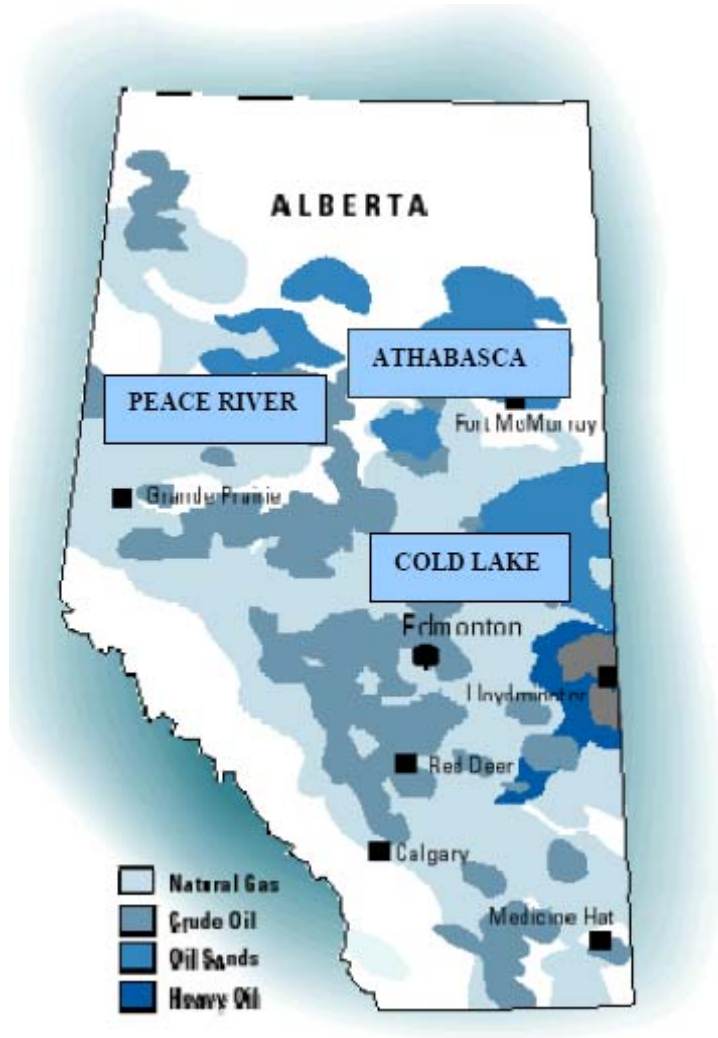 ALBERTA
ATHABASCA
PEACE RIVER
Fort McMurray
Grande Prairie
COLD LAKE
Edmonton
Lloydminster
Red Deer
Calgary
Natural Gas
Crude Oil
Medicine Hat
Oil Sands
Heavy Oil